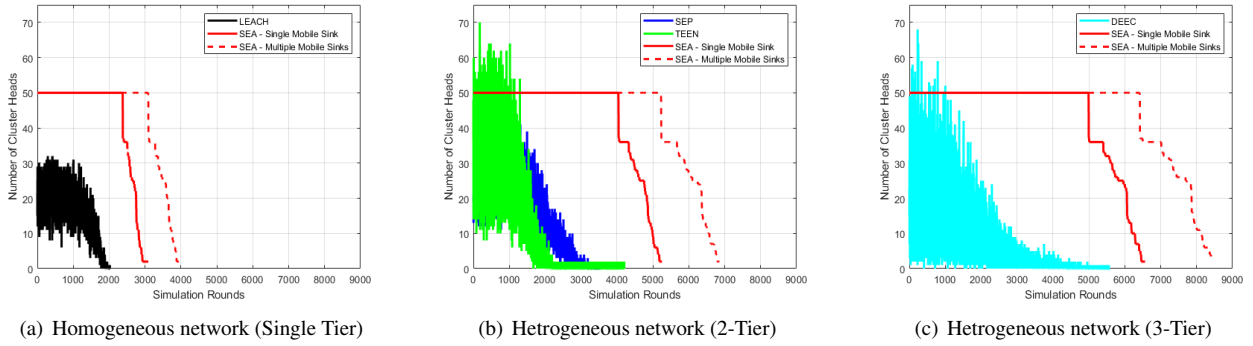 LEACH
SEA - Single Mobile Sink
SEA - Multiple Mobile Sinks
Number of Cluster Heads
70
60
50
40
30
20
10
0
0 1000 2000 3000 4000 5000 6000 7000 8000 9000
Simulation Rounds
(a) Homogeneous network (Single Tier)
SEP
TEEN
SEA - Single Mobile Sink
SEA - Multiple Mobile Sinks
Number of Cluster Heads
70
60
50
40
30
20
10
0
0 1000 2000 3000 4000 5000 6000 7000 8000 9000
Simulation Rounds
(b) Hetrogeneous network (2-Tier)
DEEC
SEA - Single Mobile Sink
SEA - Multiple Mobile Sinks
Number of Cluster Heads
70
60
50
40
30
20
10
0
0 1000 2000 3000 4000 5000 6000 7000 8000 9000
Simulation Rounds
(c) Hetrogeneous network (3-Tier)